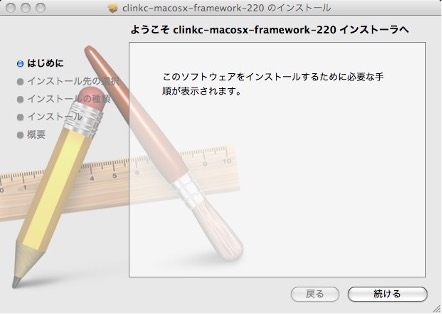 clinkc-macosx-framework-220 のインストール
ようこそ clinkc-macosx-framework-220 インストーラへ
はじめに
インストール先の選択
インストールの種類
インストール
概要
このソフトウェアをインストールするために必要な手
順が表示されます。
戻る
続ける